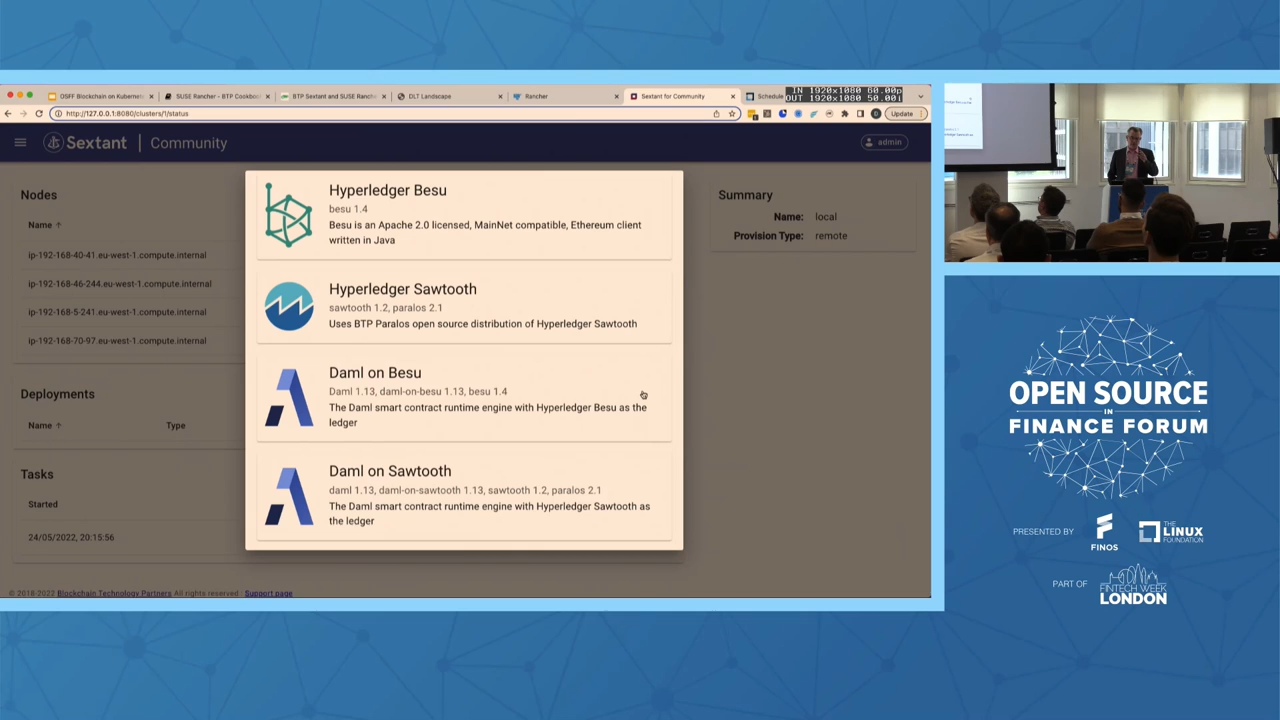 OSFF Blockchain on Kubernet
SUSE Rancher - BTP Cookbo
BTP Sextant and SUSE Ranch
DLT Landscape
Rancher
Sextant for Community
Schedule
IN 1920x1080 60.00p
OUT 1920x1080 50.00i
http://127.0.0.1:8080/clusters/1/status
Update
Sextant | Community
admin
Nodes
Name ↑
ip-192-168-40-41.eu-west-1.compute.internal
ip-192-168-46-244.eu-west-1.compute.internal
ip-192-168-5-241.eu-west-1.compute.internal
ip-192-168-70-97.eu-west-1.compute.internal
Deployments
Name ↑ Type
Tasks
Started
24/05/2022, 20:15:56
© 2018-2022 Blockchain Technology Partners All rights reserved · Support page
Hyperledger Besu
besu 1.4
Besu is an Apache 2.0 licensed, MainNet compatible, Ethereum client
written in Java
Hyperledger Sawtooth
sawtooth 1.2, paralos 2.1
Uses BTP Paralos open source distribution of Hyperledger Sawtooth
Daml on Besu
Daml 1.13, daml-on-besu 1.13, besu 1.4
The Daml smart contract runtime engine with Hyperledger Besu as the
ledger
Daml on Sawtooth
daml 1.13, daml-on-sawtooth 1.13, sawtooth 1.2, paralos 2.1
The Daml smart contract runtime engine with Hyperledger Sawtooth as
the ledger
Summary
Name: local
Provision Type: remote
OPEN SOURCE
IN
FINANCE FORUM
PRESENTED BY
FINOS
THE
LINUX
FOUNDATION
PART OF
FINTECH WEEK
LONDON